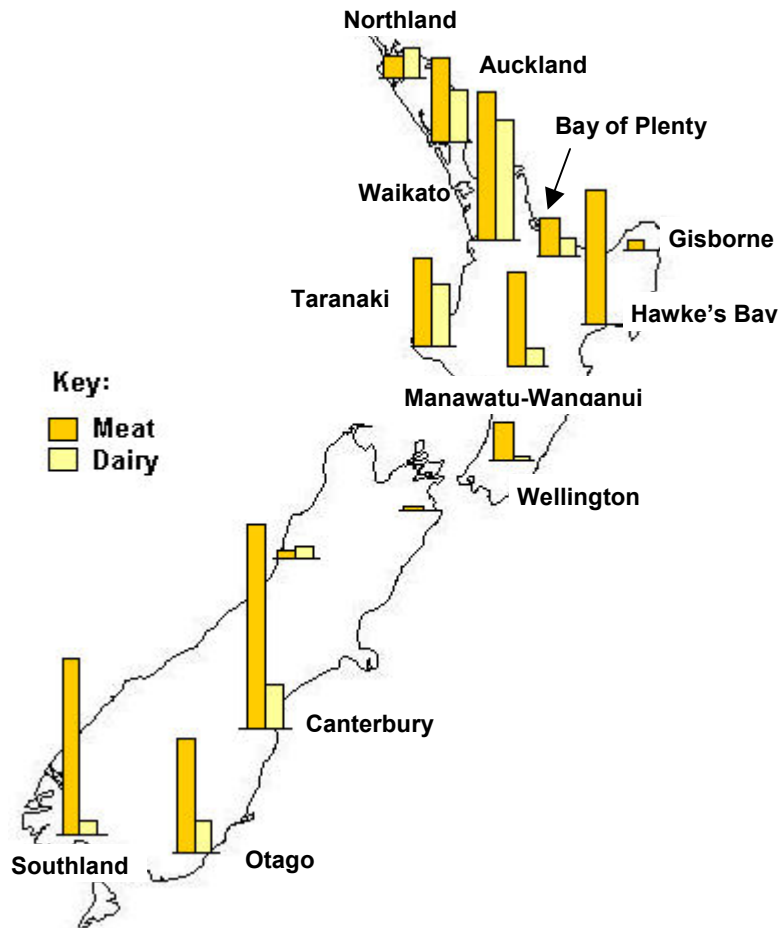 Northland
Auckland
Bay of Plenty
Waikato
Gisborne
Taranaki
Hawke's Bay
Key:
Manawatu-Wanganui
Meat
Dairy
Wellington
Canterbury
Southland
Otago